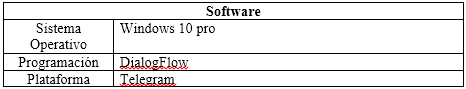 Software
Sistema Operativo Windows 10 pro
Programación DialogFlow
Plataforma Telegram